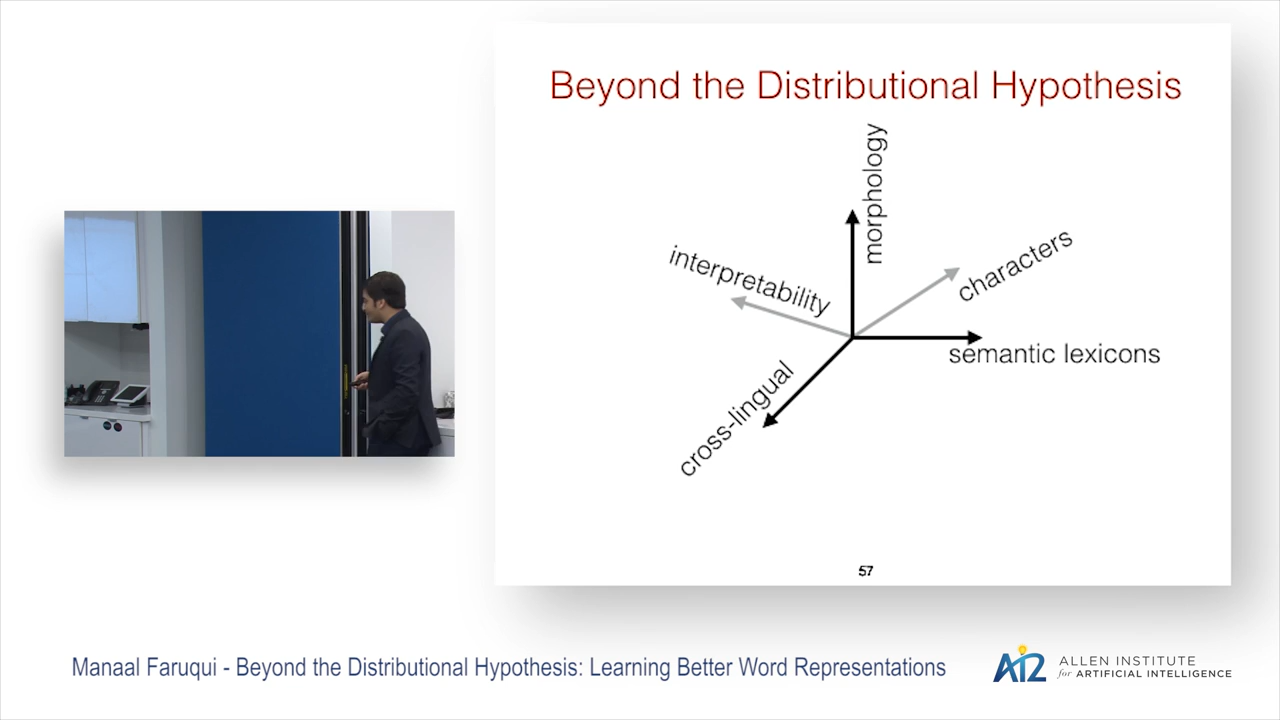 Beyond the Distributional Hypothesis
morphology
interpretability
characters
semantic lexicons
cross-lingual
57
Manaal Faruqui - Beyond the Distributional Hypothesis: Learning Better Word Representations
AI2
ALLEN INSTITUTE
for ARTIFICIAL INTELLIGENCE